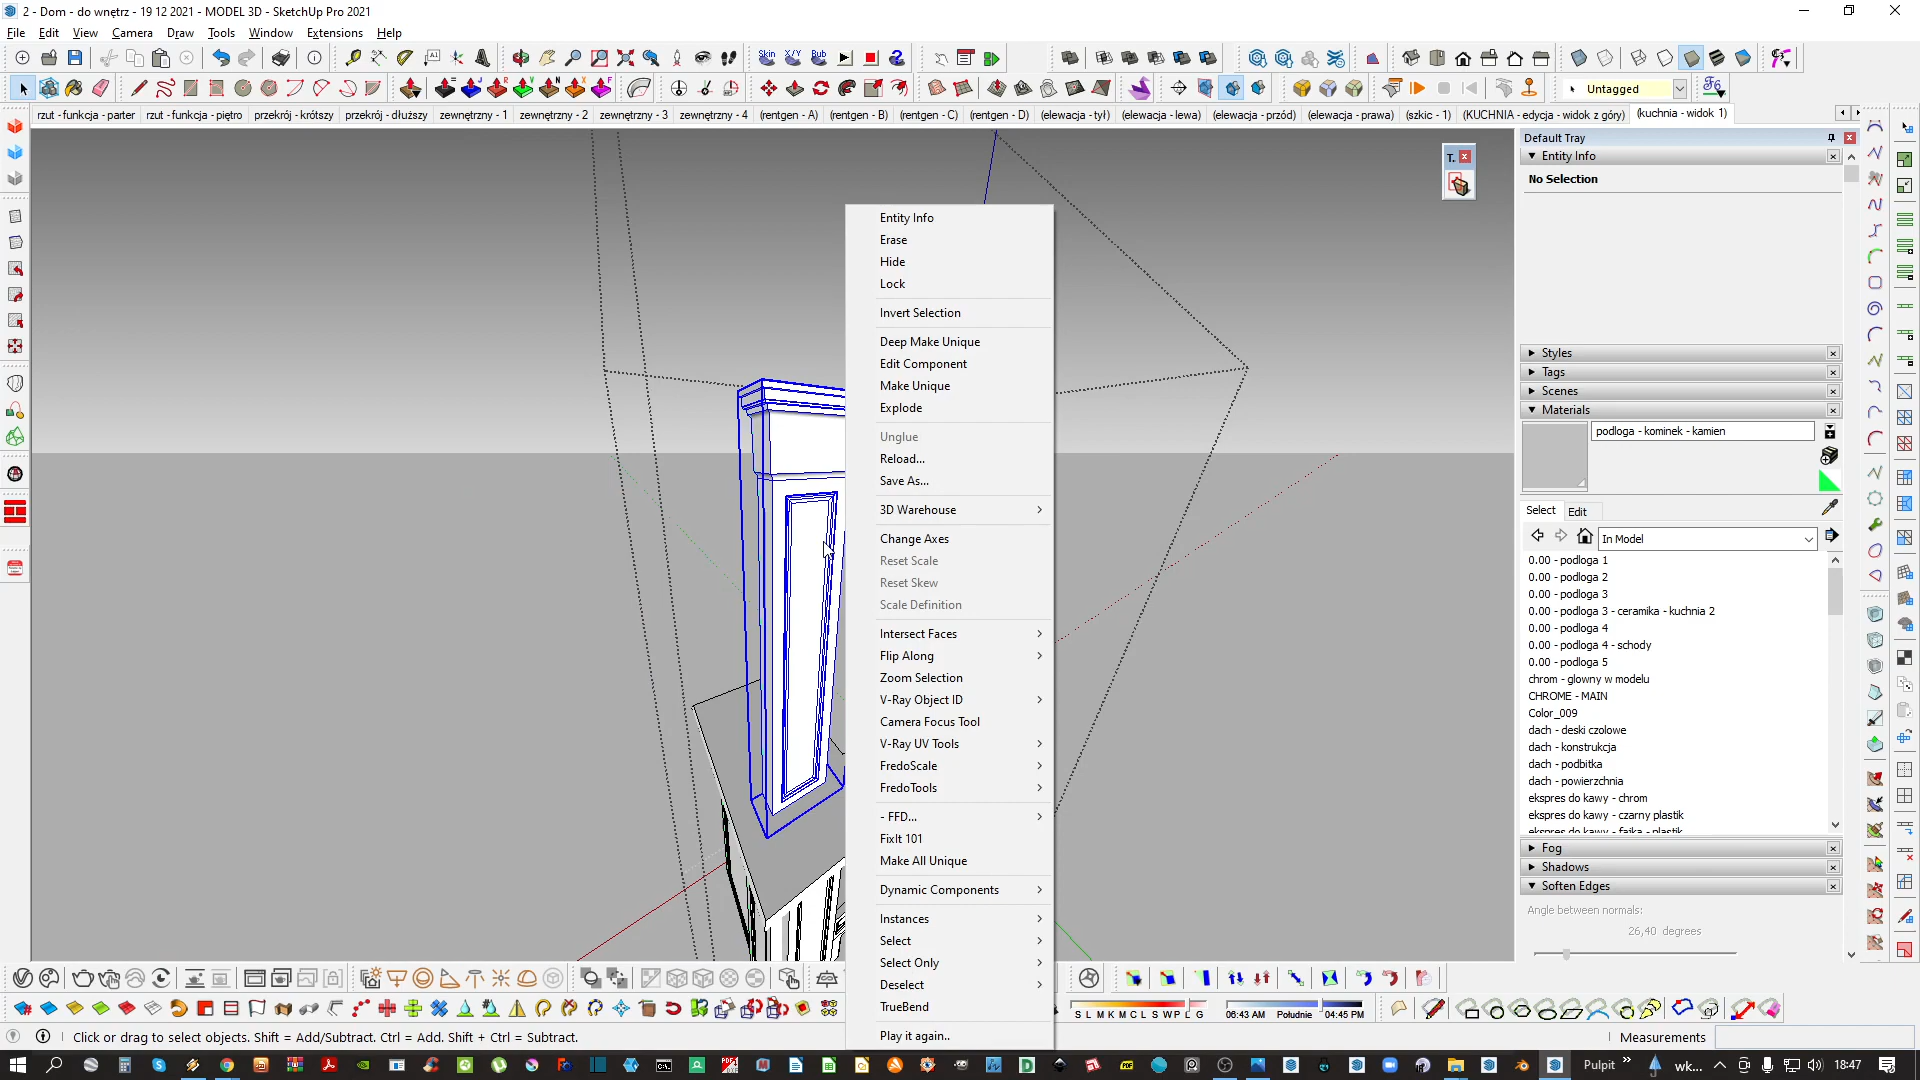 2 - Dom - do wnętrz - 19 12 2021 - MODEL 3D - SketchUp Pro 2021
File Edit View Camera Draw Tools Window Extensions Help
Skin X/Y Bub
Untagged
rzut - funkcja - parter rzut - funkcja - piętro przekrój - krótszy przekrój - dłuższy zewnętrzny - 1 zewnętrzny - 2 zewnętrzny - 3 zewnętrzny - 4 (rentgen - A) (rentgen - B) (rentgen - C) (rentgen - D) (elewacja - tył) (elewacja - lewa) (elewacja - przód) (elewacja - prawa) (szkic - 1) (KUCHNIA - edycja - widok z góry) (kuchnia - widok 1)
T.
Entity Info
Erase
Hide
Lock
Invert Selection
Deep Make Unique
Edit Component
Make Unique
Explode
Unglue
Reload...
Save As...
3D Warehouse
Change Axes
Reset Scale
Reset Skew
Scale Definition
Intersect Faces
Flip Along
Zoom Selection
V-Ray Object ID
Camera Focus Tool
V-Ray UV Tools
FredoScale
FredoTools
- FFD...
FixIt 101
Make All Unique
Dynamic Components
Instances
Select
Select Only
Deselect
TrueBend
Play it again..
Default Tray
Entity Info
No Selection
Styles
Tags
Scenes
Materials
podloga - kominek - kamien
Select Edit
In Model
0.00 - podloga 1
0.00 - podloga 2
0.00 - podloga 3
0.00 - podloga 3 - ceramika - kuchnia 2
0.00 - podloga 4
0.00 - podloga 4 - schody
0.00 - podloga 5
chrom - glowny w modelu
CHROME - MAIN
Color_009
dach - deski czolowe
dach - konstrukcja
dach - podbitka
dach - powierzchnia
ekspres do kawy - chrom
ekspres do kawy - czarny plastik
ekspres do kawy - fajka - plastik
Fog
Shadows
Soften Edges
Angle between normals:
26,40 degrees
06:43 AM Południe 04:45 PM
Click or drag to select objects. Shift = Add/Subtract. Ctrl = Add. Shift + Ctrl = Subtract.
Measurements
Pulpit
wk...
18:47